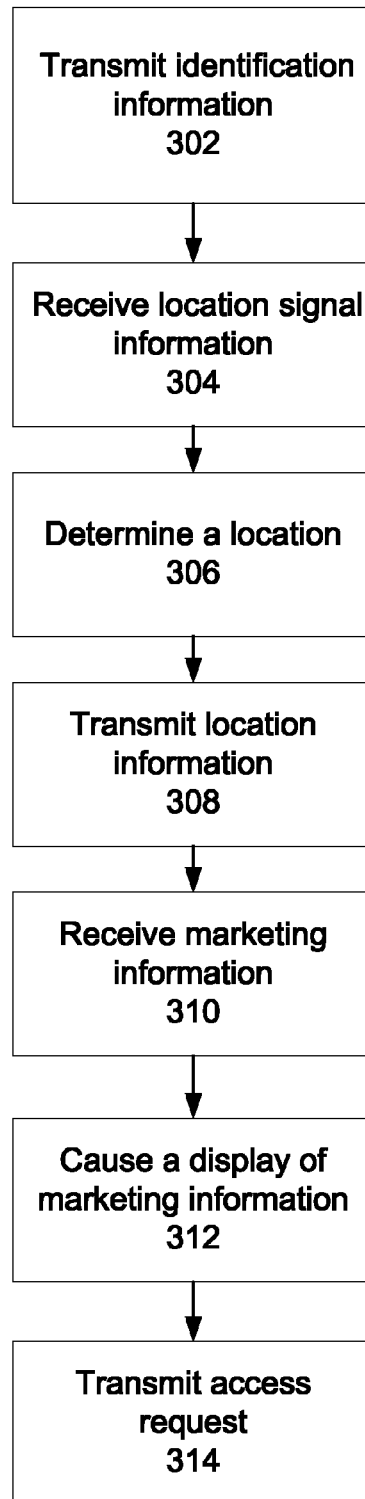 Transmit identification
information
302
Receive location signal
information
304
Determine a location
306
Transmit location
information
308
Receive marketing
information
310
Cause a display of
marketing information
312
Transmit access
request
314